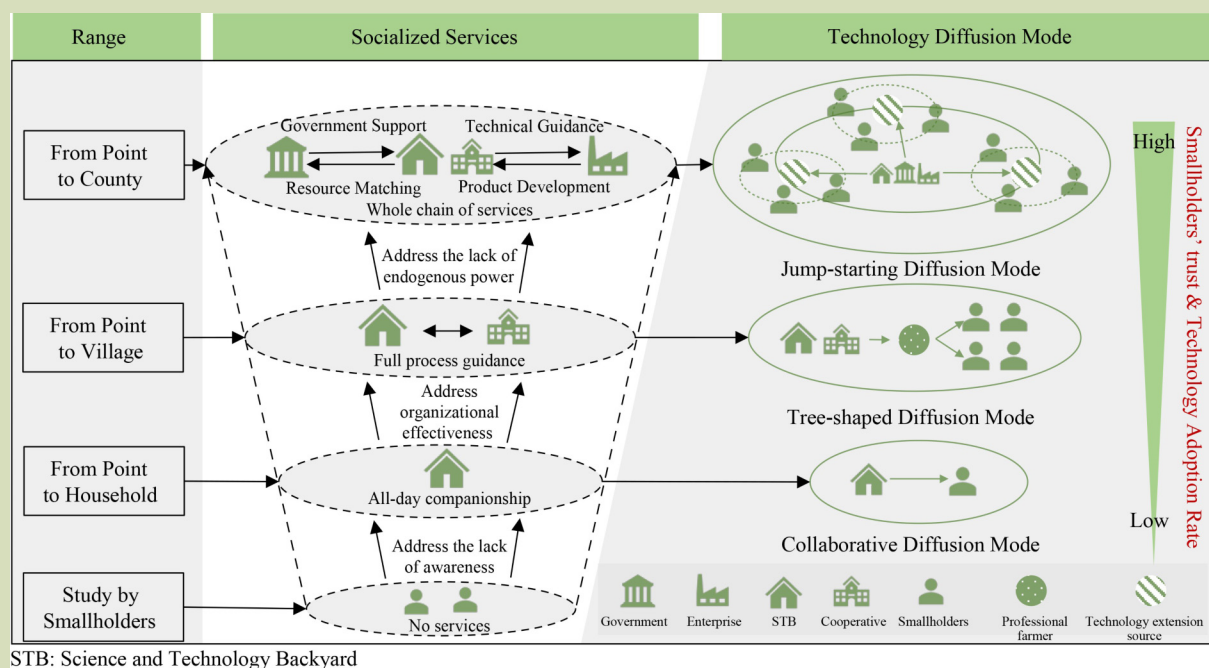 Range
Socialized Services
Technology Diffusion Mode
From Point
to County
Government Support
Technical Guidance
Resource Matching
Product Development
Whole chain of services
High
Smallholders' trust & Technology Adoption Rate
Address the lack of
endogenous power
Jump-starting Diffusion Mode
From Point
to Village
Full process guidance
Address
organizational
effectiveness
Tree-shaped Diffusion Mode
From Point
to Household
All-day companionship
Low
Address the lack
of awareness
Collaborative Diffusion Mode
Study by
Smallholders
No services
Government
Enterprise
STB
Cooperative
Smallholders
Professional
farmer
Technology extension
source
STB: Science and Technology Backyard